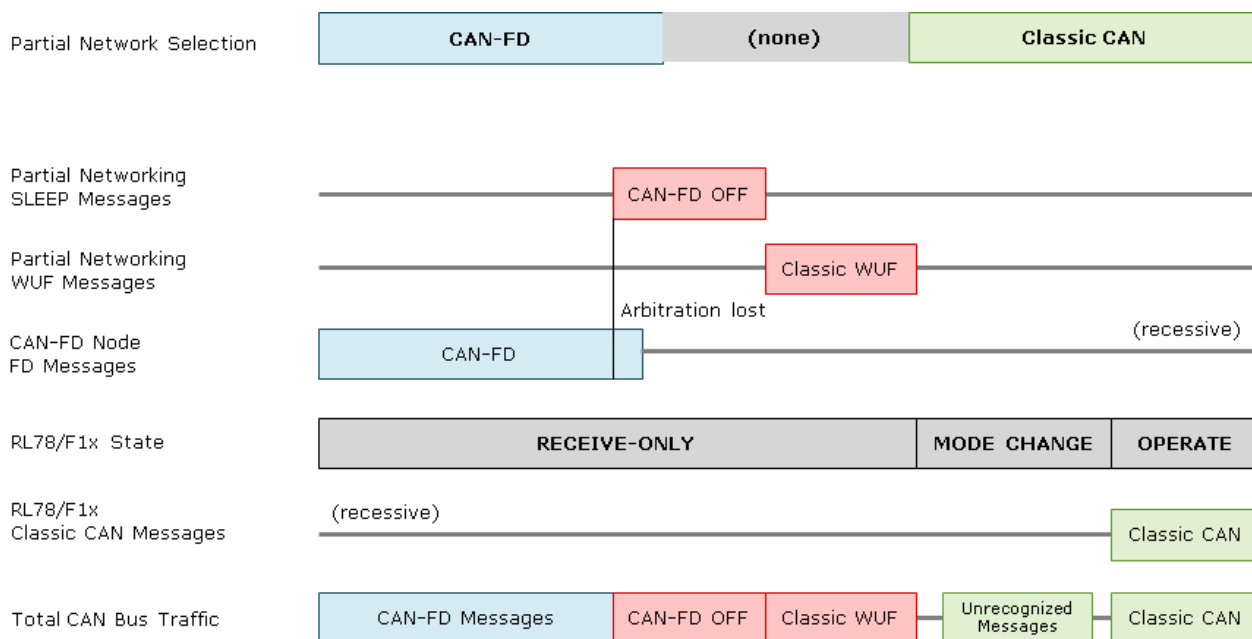 Partial Network Selection
CAN-FD
(none)
Classic CAN
Partial Networking
SLEEP Messages
CAN-FD OFF
Partial Networking
WUF Messages
Classic WUF
Arbitration lost
CAN-FD Node
FD Messages
CAN-FD
(recessive)
RL78/F1x State
RECEIVE-ONLY
MODE CHANGE
OPERATE
RL78/F1x
Classic CAN Messages
(recessive)
Classic CAN
Total CAN Bus Traffic
CAN-FD Messages
CAN-FD OFF
Classic WUF
Unrecognized
Messages
Classic CAN